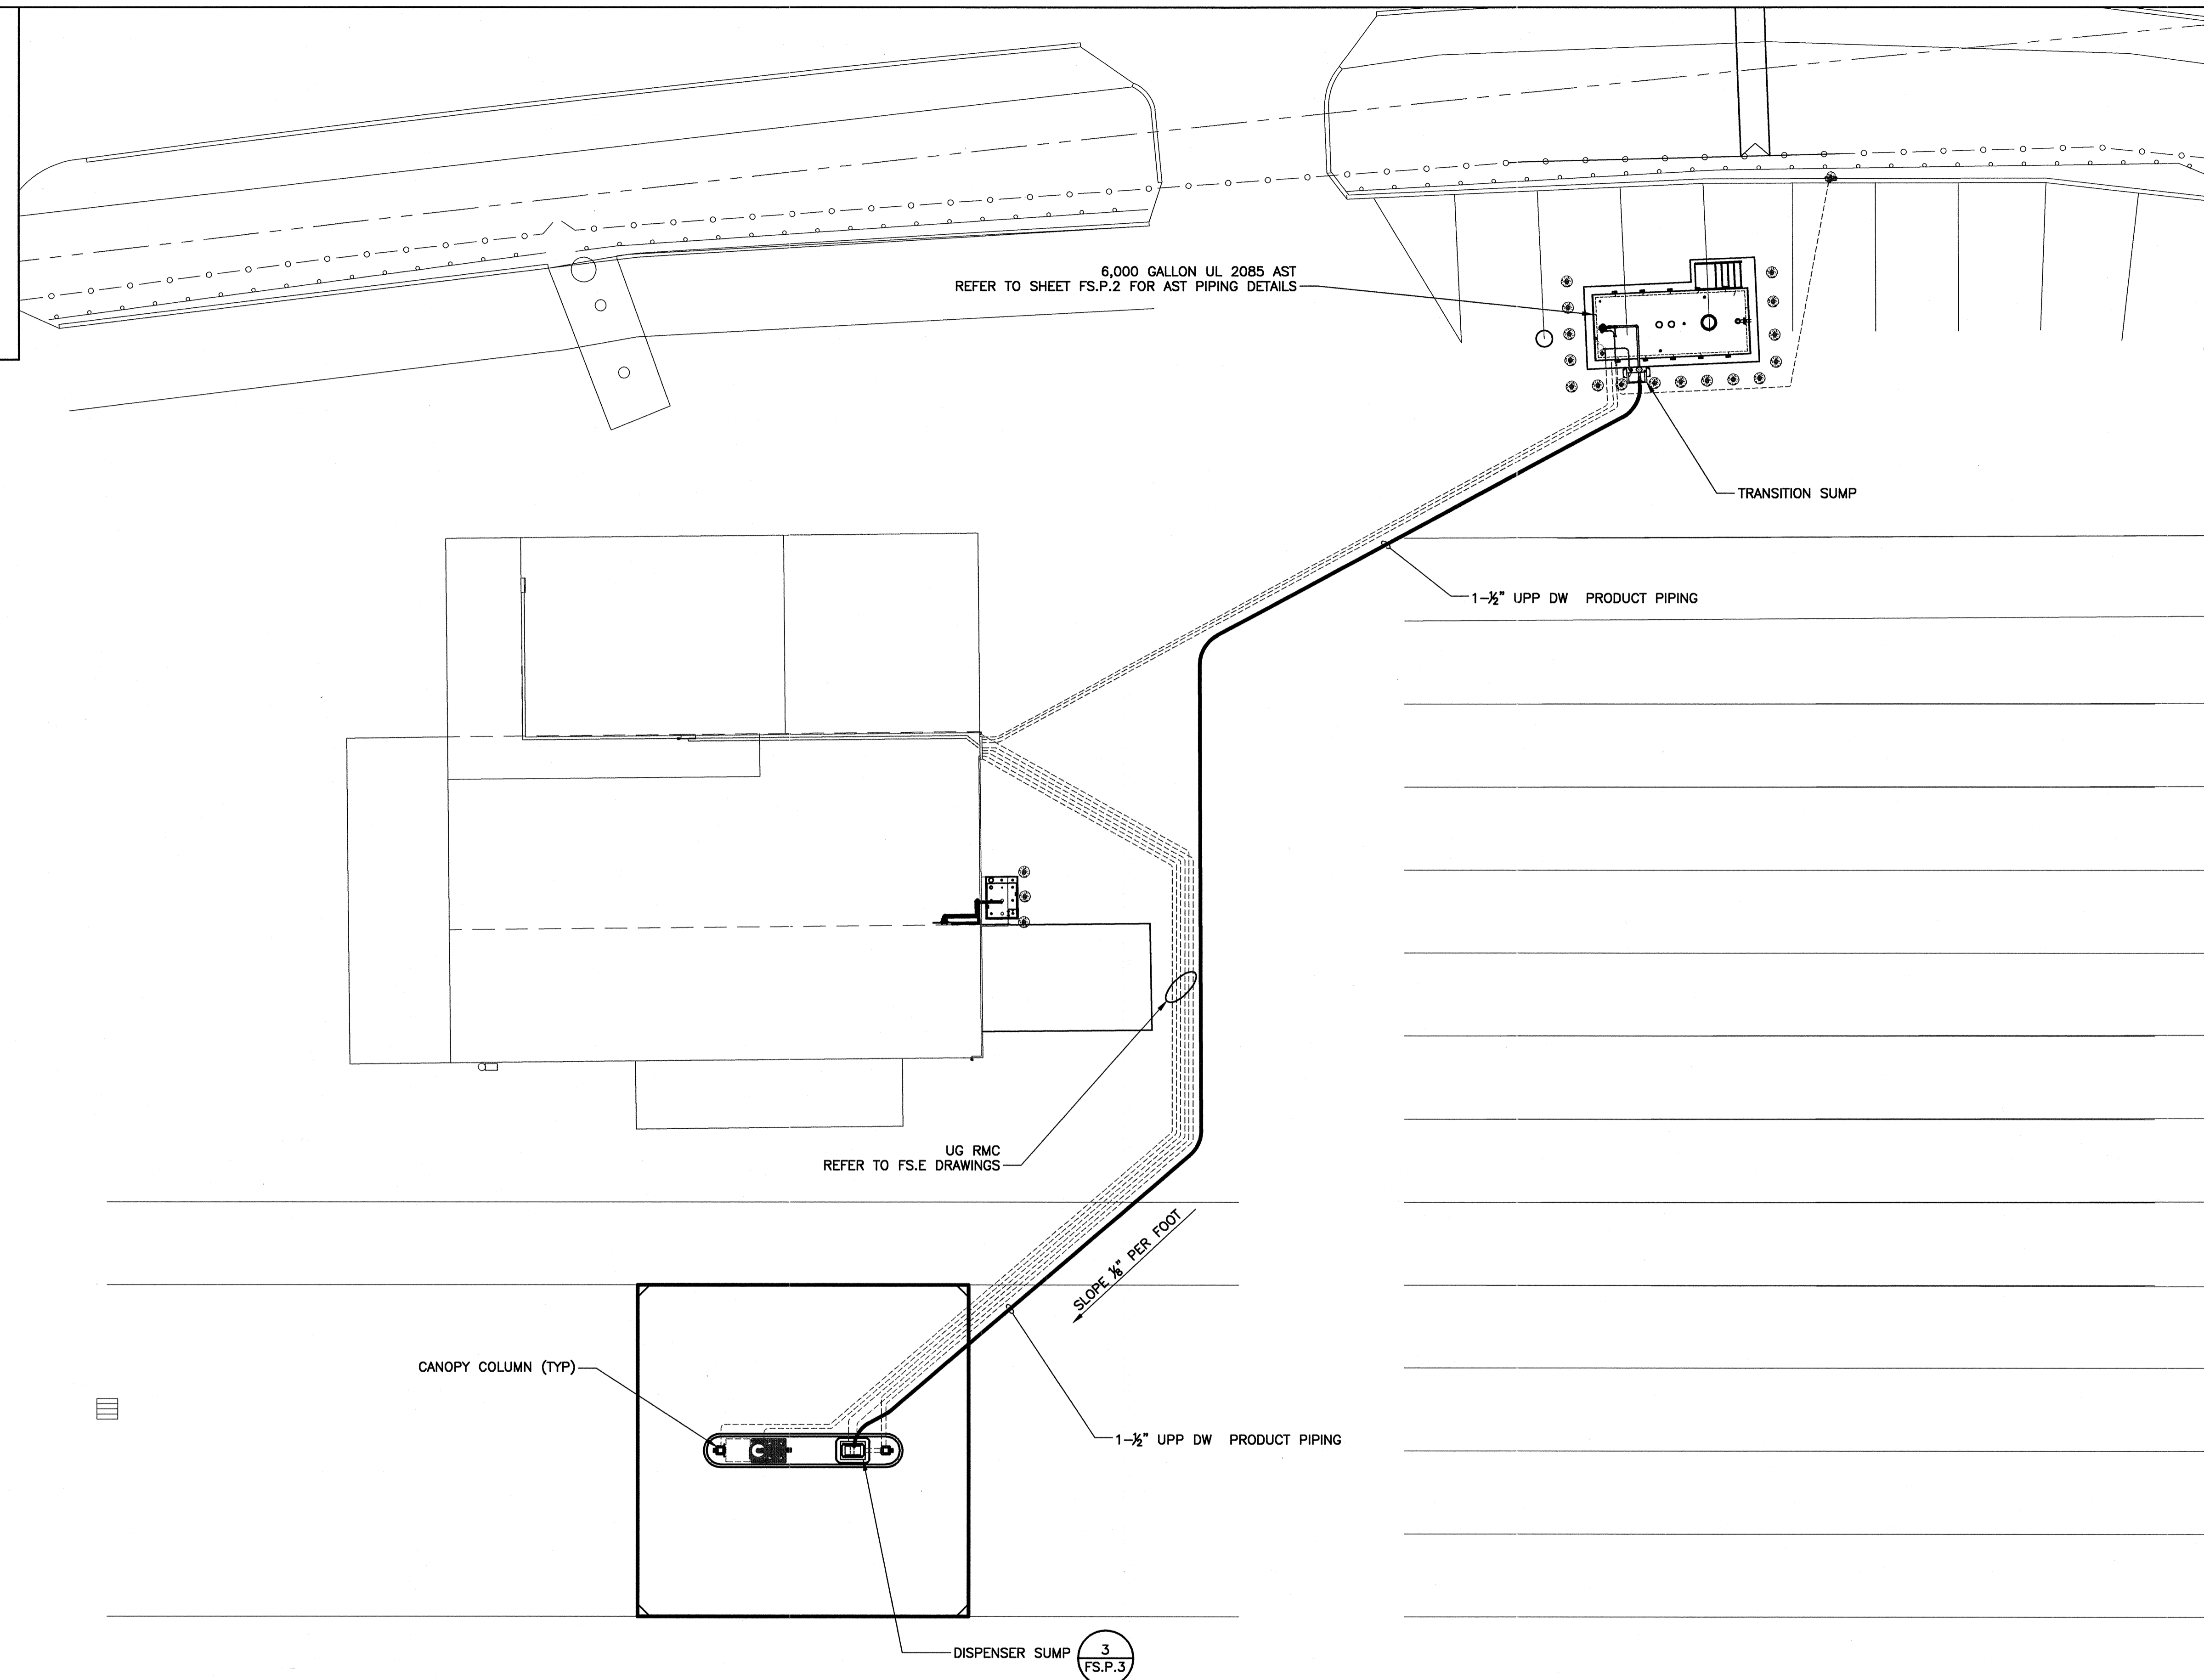 6,000 GALLON UL 2085 AST
REFER TO SHEET FS.P.2 FOR AST PIPING DETAILS
TRANSITION SUMP
1-½" UPP DW PRODUCT PIPING
UG RMC
REFER TO FS.E DRAWINGS
SLOPE ⅛" PER FOOT
CANOPY COLUMN (TYP)
1-½" UPP DW PRODUCT PIPING
DISPENSER SUMP
3
FS.P.3